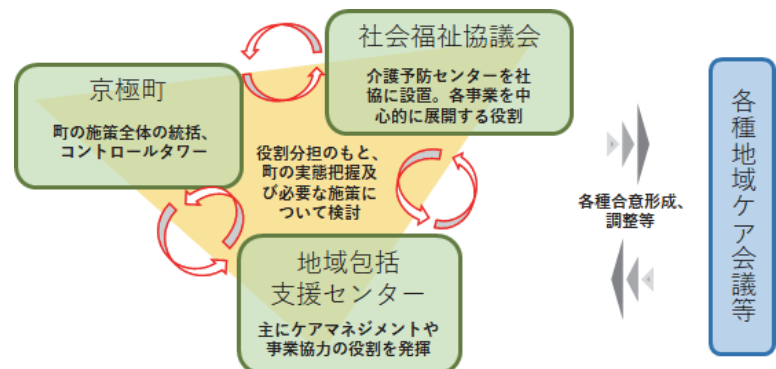 社会福祉協議会
介護予防センターを社
協に設置。各事業を中
心的に展開する役割
京極町
町の施策全体の統括、
コントロールタワー
役割分担のもと、
町の実態把握及
び必要な施策に
ついて検討
地域包括
支援センター
主にケアマネジメントや
事業協力の役割を発揮
各種合意形成、
調整等
各種地域ケア会議等